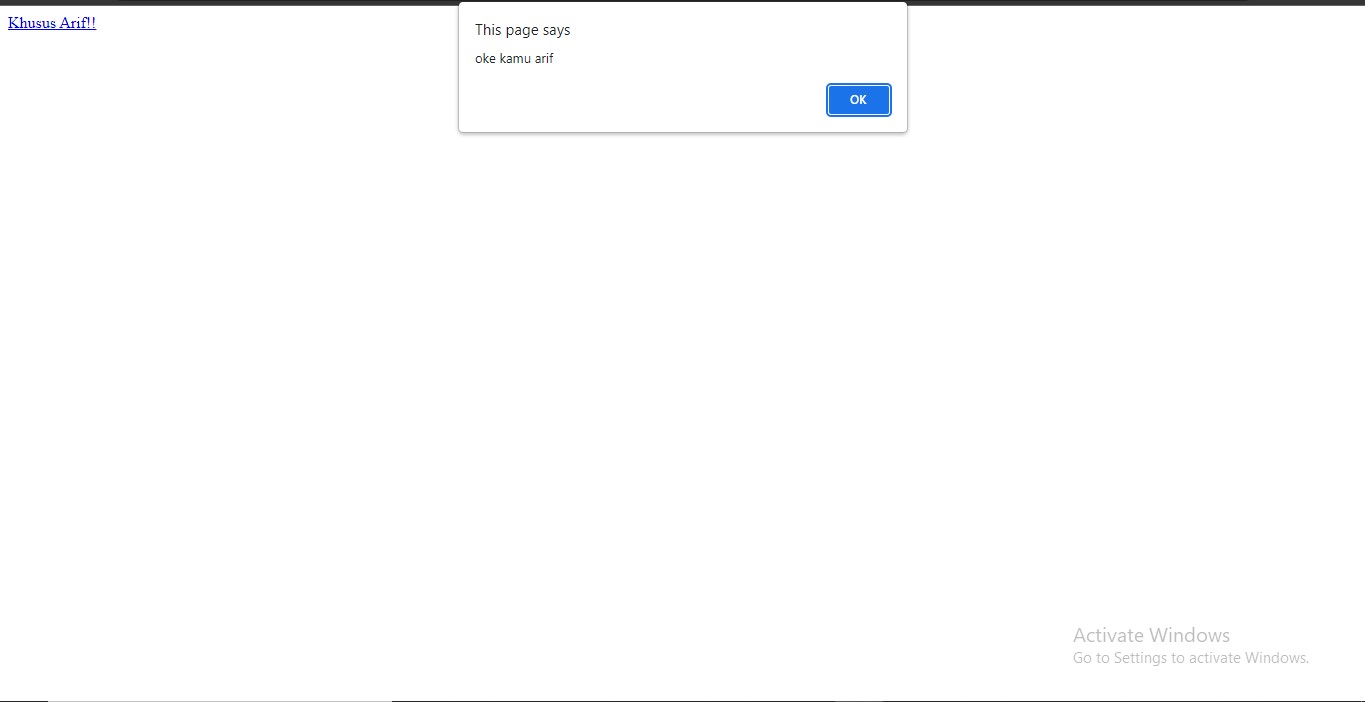 Khusus Arif!!
This page says
oke kamu arif
OK
Activate Windows
Go to Settings to activate Windows.